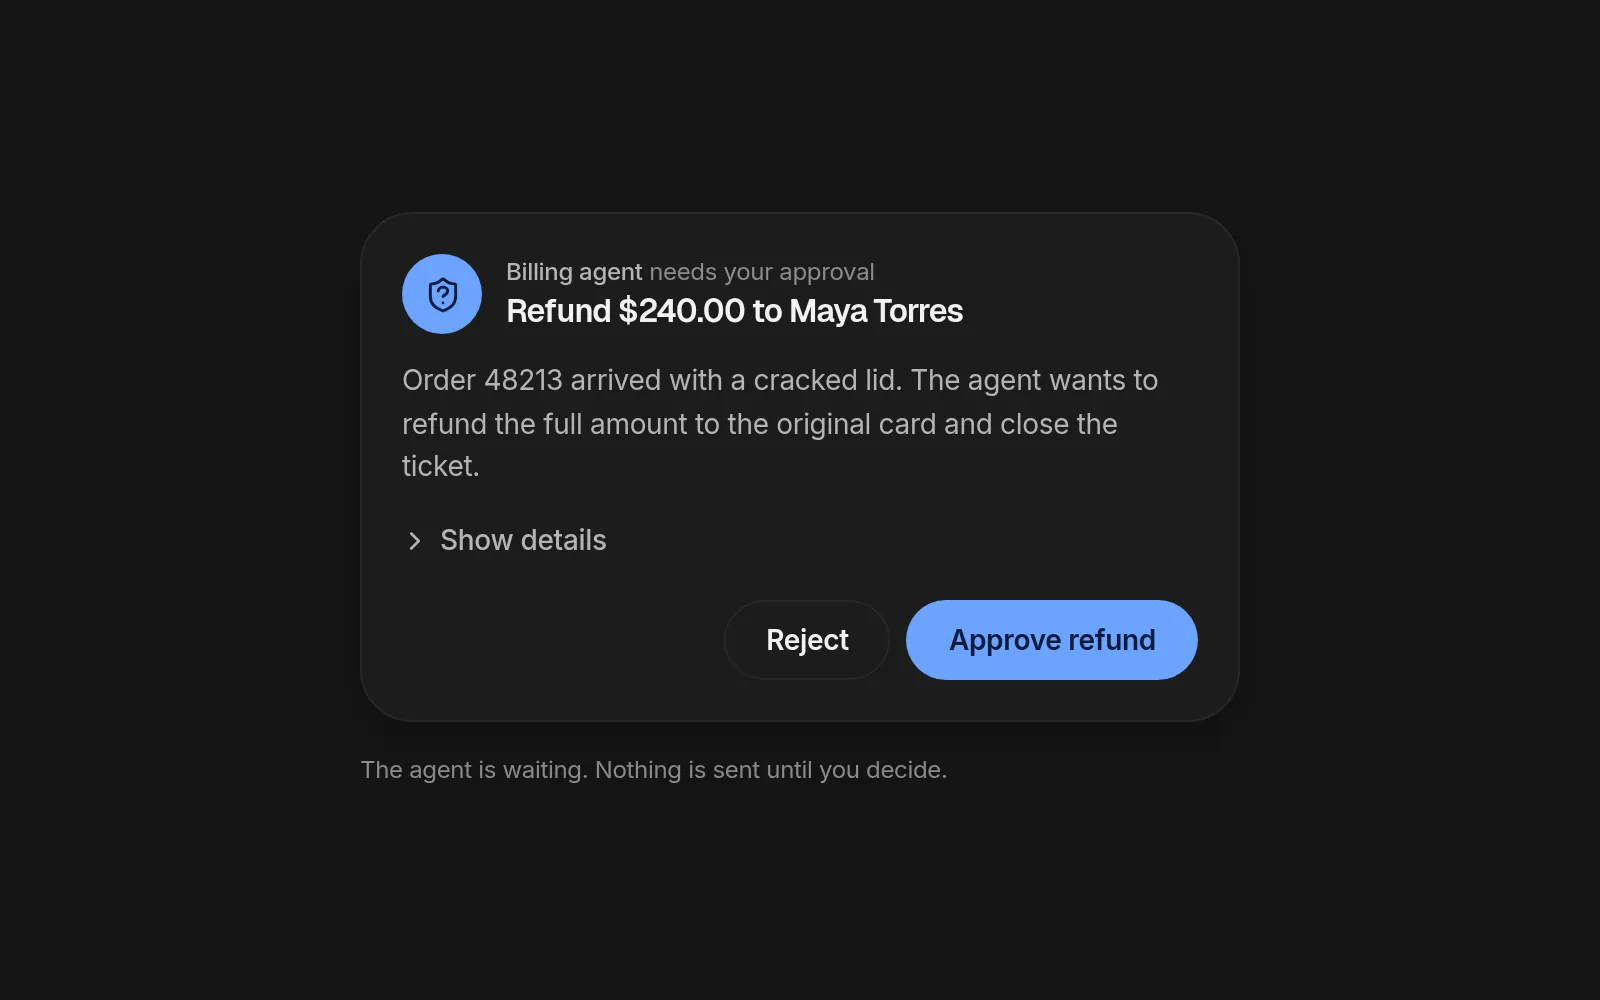 Billing agent needs your approval
Refund $240.00 to Maya Torres
Order 48213 arrived with a cracked lid. The agent wants to
refund the full amount to the original card and close the
ticket.
Show details
Reject
Approve refund
The agent is waiting. Nothing is sent until you decide.